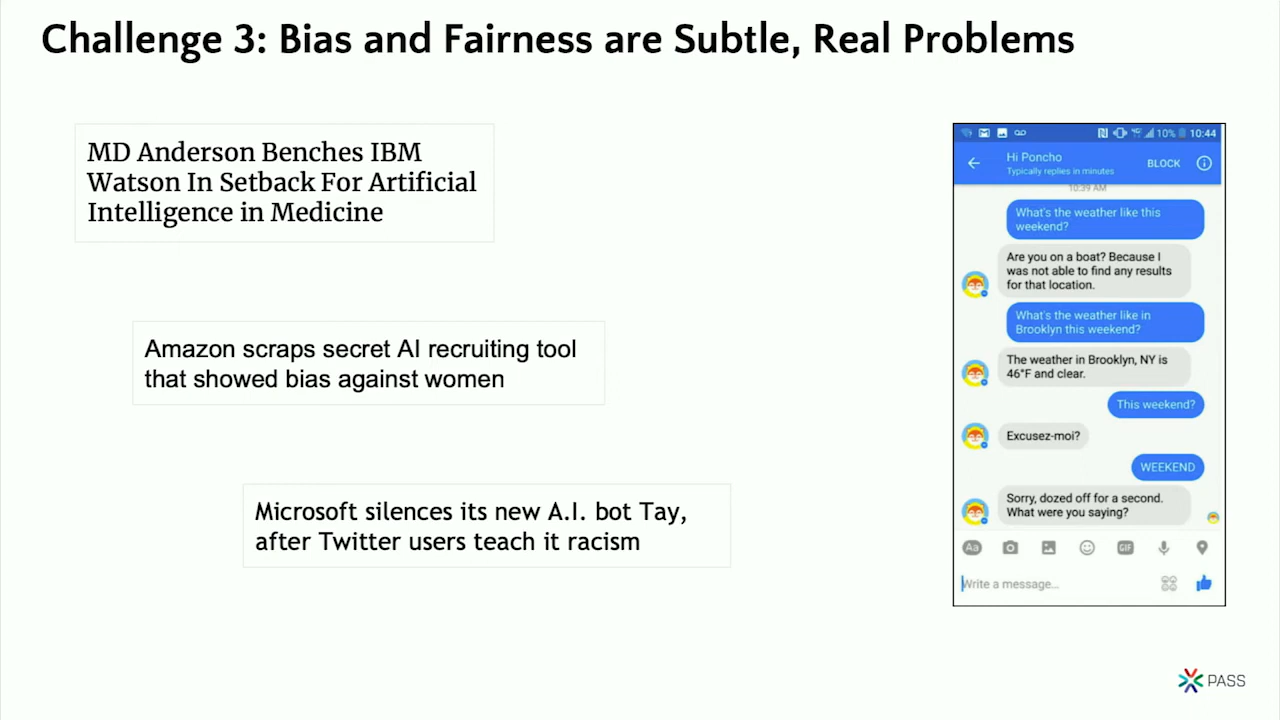 Challenge 3: Bias and Fairness are Subtle, Real Problems
MD Anderson Benches IBM
Watson In Setback For Artificial
Intelligence in Medicine
Amazon scraps secret AI recruiting tool
that showed bias against women
Microsoft silences its new A.I. bot Tay,
after Twitter users teach it racism
10% 10:44
Hi Poncho
Typically replies in minutes
BLOCK
10:39 AM
What's the weather like this
weekend?
Are you on a boat? Because I
was not able to find any results
for that location.
What's the weather like in
Brooklyn this weekend?
The weather in Brooklyn, NY is
46°F and clear.
This weekend?
Excusez-moi?
WEEKEND
Sorry, dozed off for a second.
What were you saying?
Aa
GIF
Write a message...
PASS